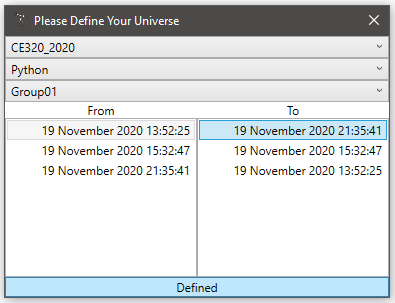 Please Define Your Universe
CE320_2020
Python
Group01
From To
19 November 2020 13:52:25 19 November 2020 21:35:41
19 November 2020 15:32:47 19 November 2020 15:32:47
19 November 2020 21:35:41 19 November 2020 13:52:25
Defined